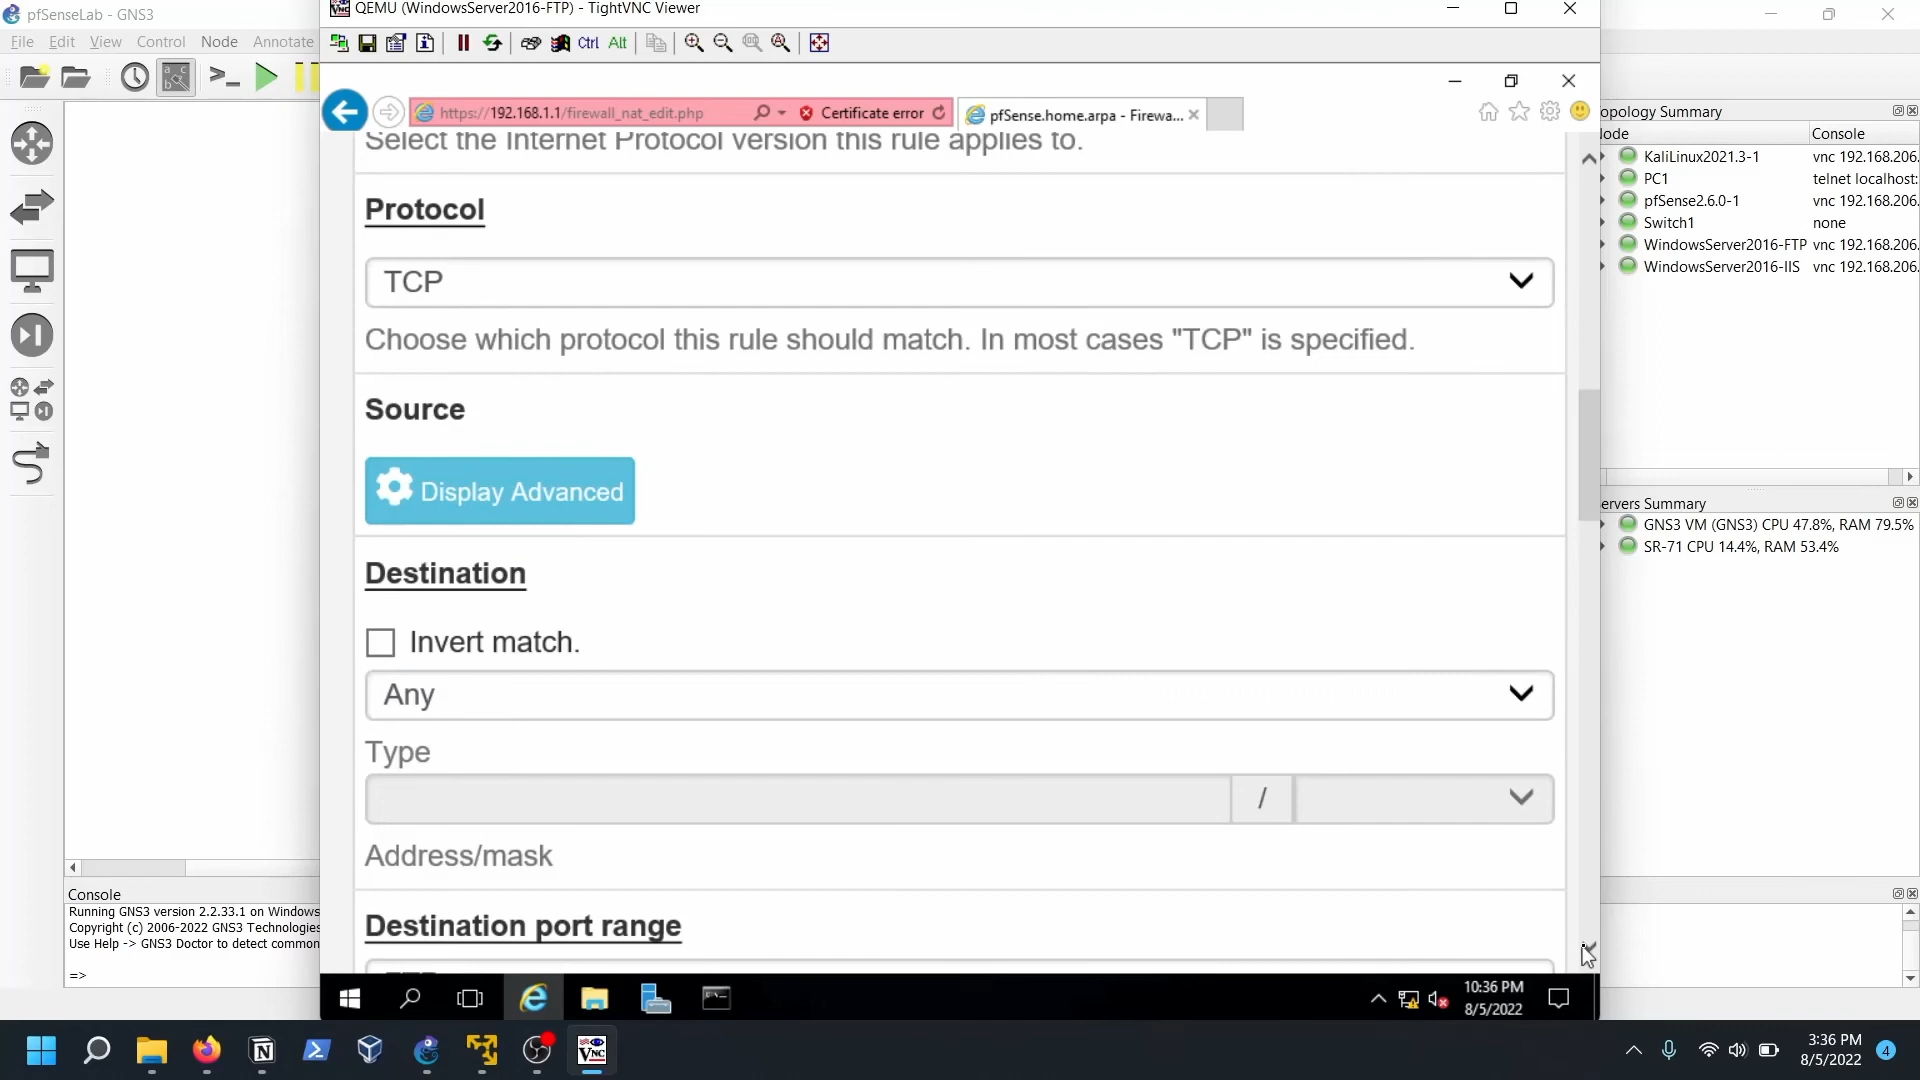 pfSenseLab - GNS3
File Edit View Control Node Annotate
QEMU (WindowsServer2016-FTP) - TightVNC Viewer
Ctrl Alt
https://192.168.1.1/firewall_nat_edit.php
Certificate error
pfSense.home.arpa - Firewa...
Select the Internet Protocol version this rule applies to.
Protocol
TCP
Choose which protocol this rule should match. In most cases "TCP" is specified.
Source
Display Advanced
Destination
Invert match.
Any
Type
/
Address/mask
Destination port range
10:36 PM
8/5/2022
opology Summary
lode Console
KaliLinux2021.3-1 vnc 192.168.206.
PC1 telnet localhost:
pfSense2.6.0-1 vnc 192.168.206.
Switch1 none
WindowsServer2016-FTP vnc 192.168.206.
WindowsServer2016-IIS vnc 192.168.206.
ervers Summary
GNS3 VM (GNS3) CPU 47.8%, RAM 79.5%
SR-71 CPU 14.4%, RAM 53.4%
Console
Running GNS3 version 2.2.33.1 on Windows
Copyright (c) 2006-2022 GNS3 Technologies
Use Help -> GNS3 Doctor to detect common
=>
3:36 PM
8/5/2022
4